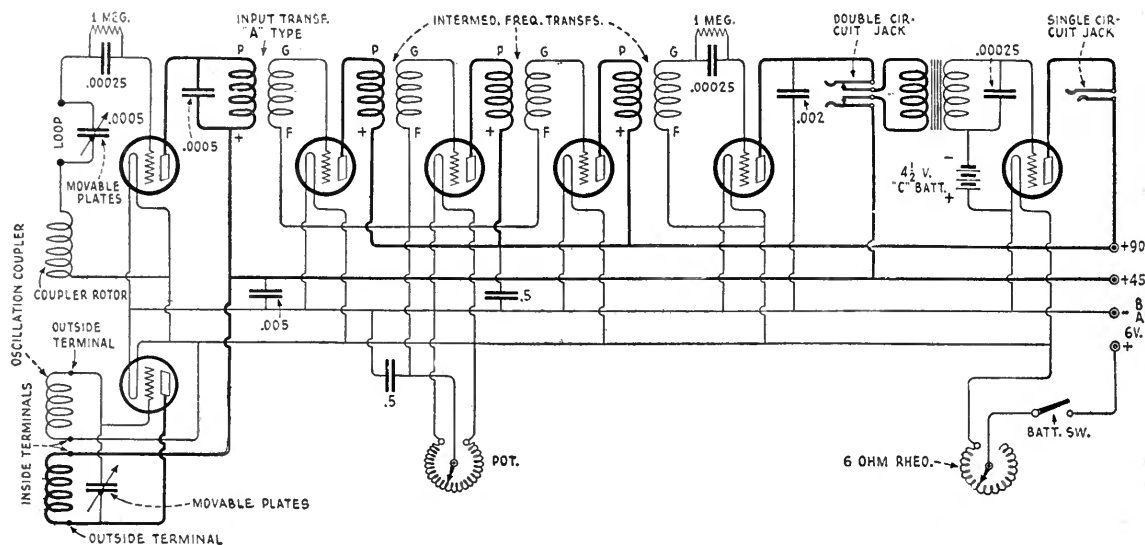 1 MEG.
INPUT TRANSF.
"A" TYPE
INTERMED. FREQ. TRANSFS.
1 MEG.
DOUBLE CIR-
CUIT JACK
SINGLE CIR-
CUIT JACK
P
G
P
G
P
G
P
G
.00025
.00025
.00025
LOOP
.0005
.0005
.002
MOVABLE
PLATES
+
F
+
F
+
F
+
F
4½ V.
"C" BATT.
-
+
+90
OSCILLATION COUPLER
COUPLER ROTOR
+45
.005
.5
- B
A
6V.
+
OUTSIDE
TERMINAL
.5
INSIDE TERMINALS
POT.
6 OHM RHEO.
BATT. SW.
MOVABLE PLATES
OUTSIDE TERMINAL